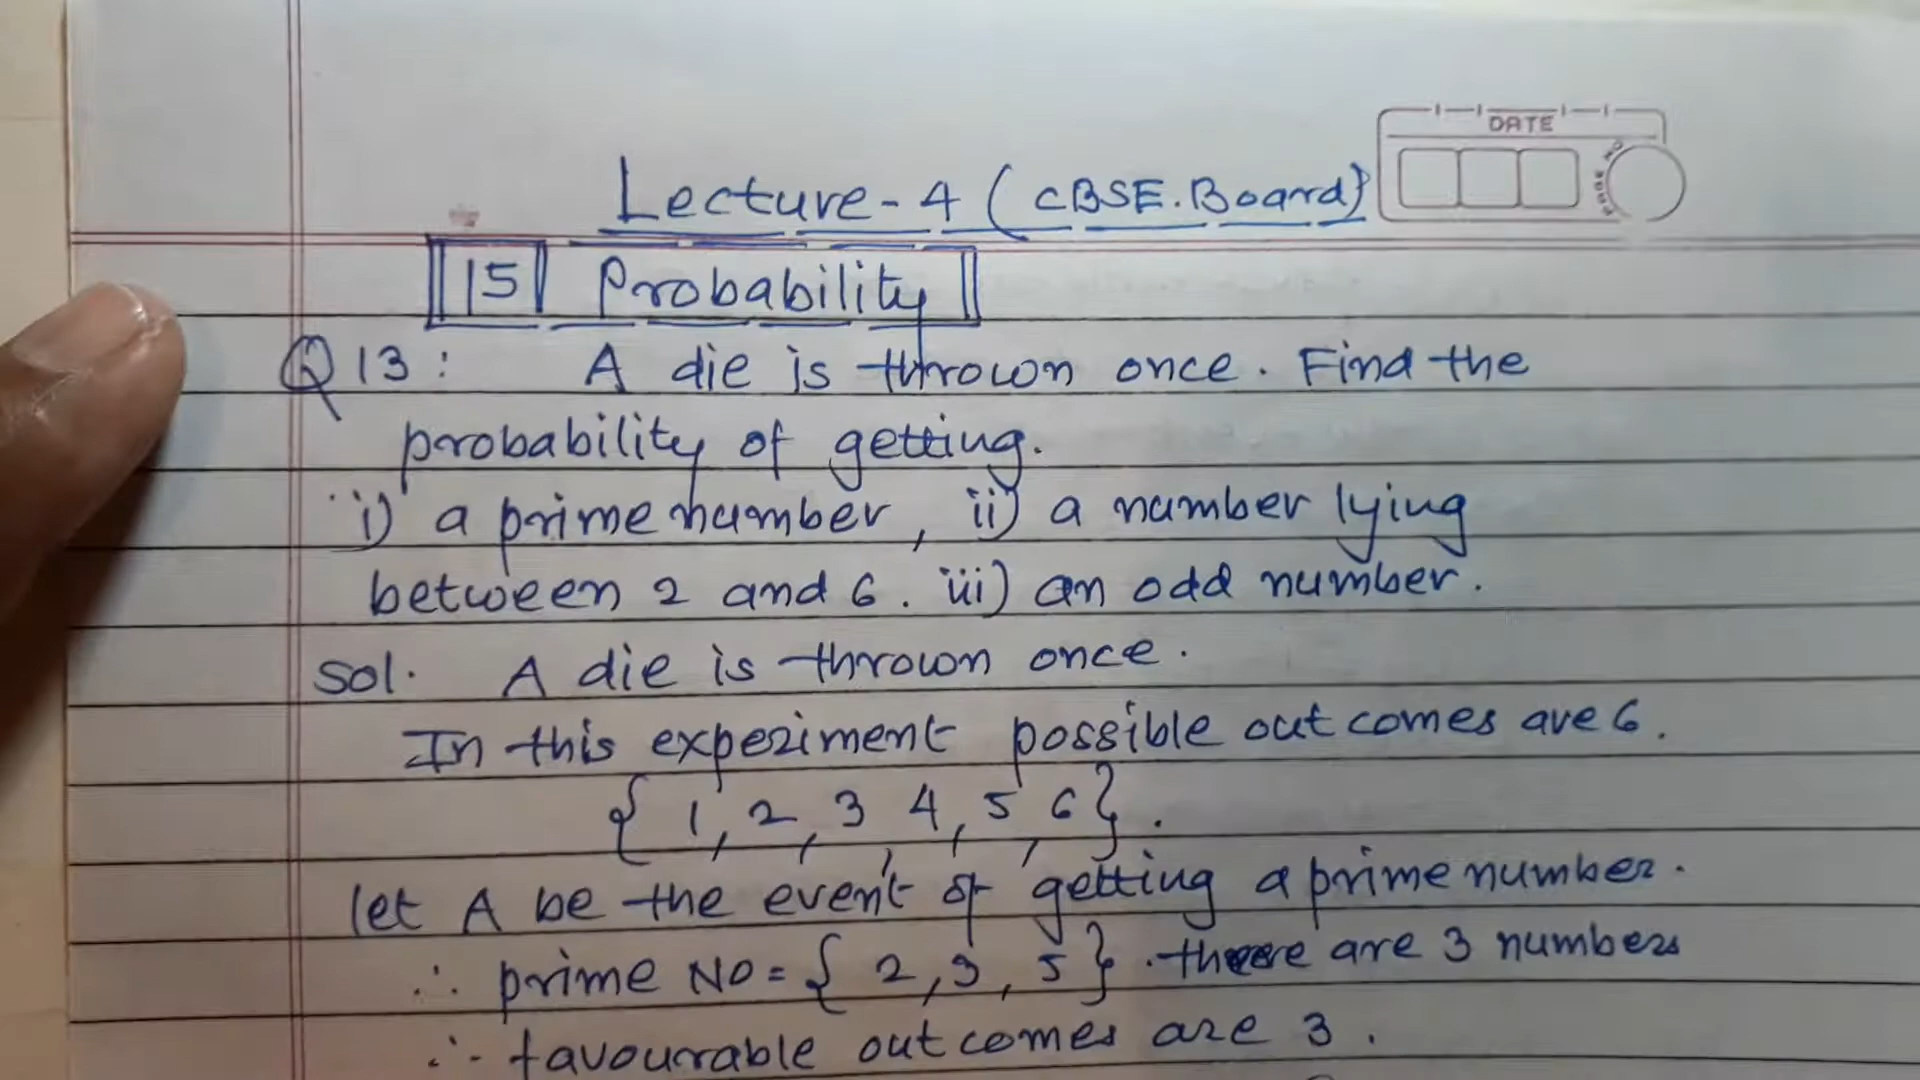 DATE
PAGE NO
Lecture-4 (CBSE.Board}
15 Probability
Q13: A die is thrown once. Find the
probability of getting.
i) a prime number, ii) a number lying
between 2 and 6. iii) an odd number.
Sol. A die is thrown once.
In this experiment possible outcomes are 6.
{ 1, 2, 3, 4, 5, 6}.
let A be the event of getting a prime number.
∴ prime NO = { 2, 3, 5 }. there are 3 numbers
∴ favourable outcomes are 3.